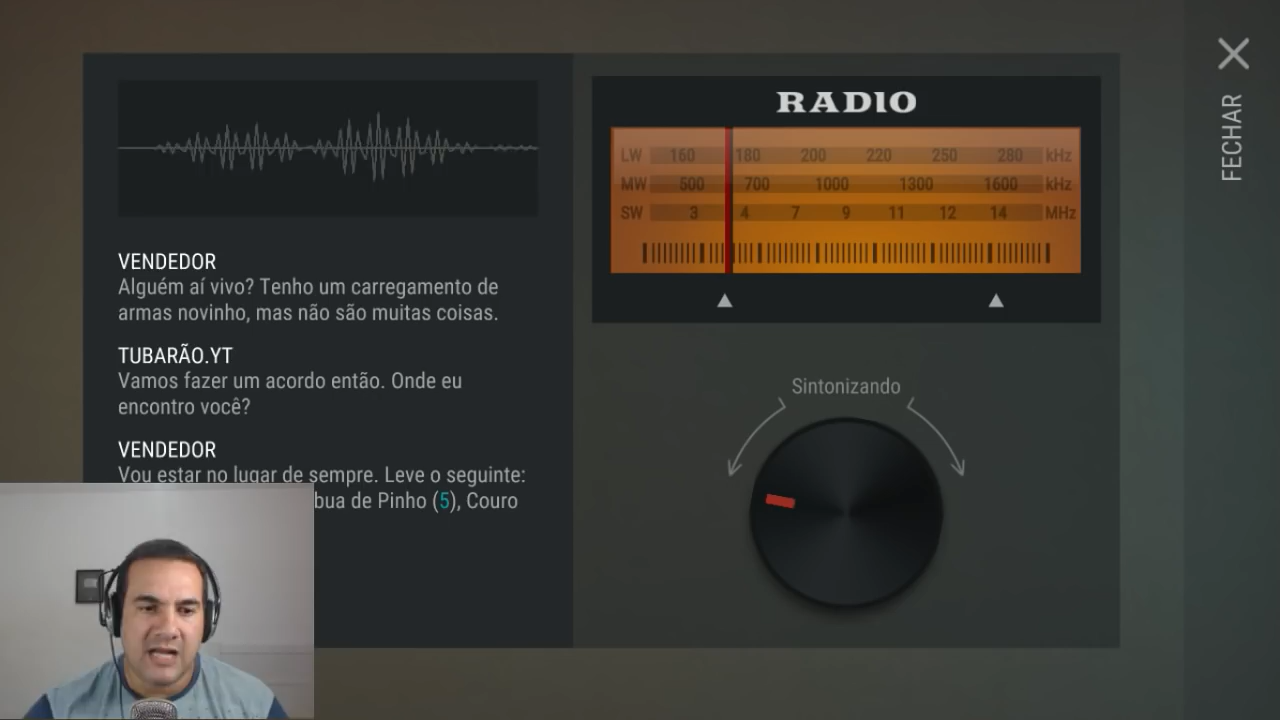 VENDEDOR
Alguém aí vivo? Tenho um carregamento de
armas novinho, mas não são muitas coisas.
TUBARÃO.YT
Vamos fazer um acordo então. Onde eu
encontro você?
VENDEDOR
Vou estar no lugar de sempre. Leve o seguinte:
de Pinho (5), Couro
RADIO
LW 160 180 200 220 250 280 kHz
MW 500 700 1000 1300 1600 kHz
SW 3 4 7 9 11 12 14 MHz
Sintonizando
FECHAR